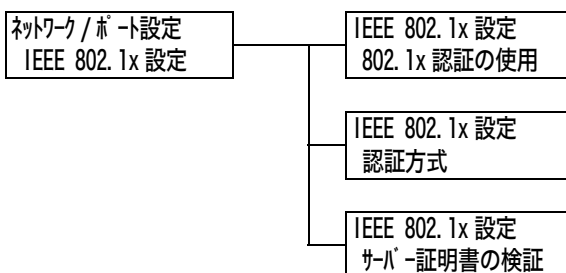 ﾈｯﾄﾜｰｸ / ﾎﾟｰﾄ設定
IEEE 802.1x 設定
IEEE 802.1x 設定
802.1x 認証の使用
IEEE 802.1x 設定
認証方式
IEEE 802.1x 設定
ｻｰﾊﾞｰ証明書の検証